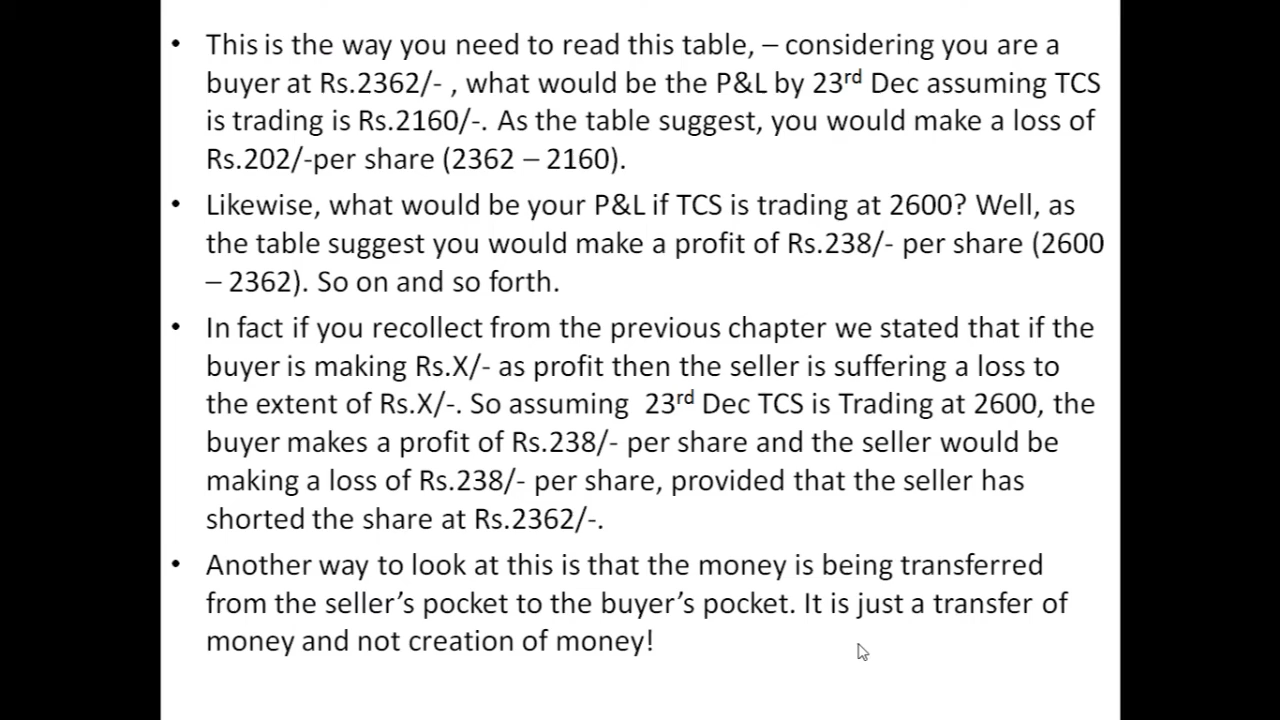 • This is the way you need to read this table, – considering you are a
buyer at Rs.2362/- , what would be the P&L by 23rd Dec assuming TCS
is trading is Rs.2160/-. As the table suggest, you would make a loss of
Rs.202/-per share (2362 – 2160).
• Likewise, what would be your P&L if TCS is trading at 2600? Well, as
the table suggest you would make a profit of Rs.238/- per share (2600
– 2362). So on and so forth.
• In fact if you recollect from the previous chapter we stated that if the
buyer is making Rs.X/- as profit then the seller is suffering a loss to
the extent of Rs.X/-. So assuming  23rd Dec TCS is Trading at 2600, the
buyer makes a profit of Rs.238/- per share and the seller would be
making a loss of Rs.238/- per share, provided that the seller has
shorted the share at Rs.2362/-.
• Another way to look at this is that the money is being transferred
from the seller’s pocket to the buyer’s pocket. It is just a transfer of
money and not creation of money!